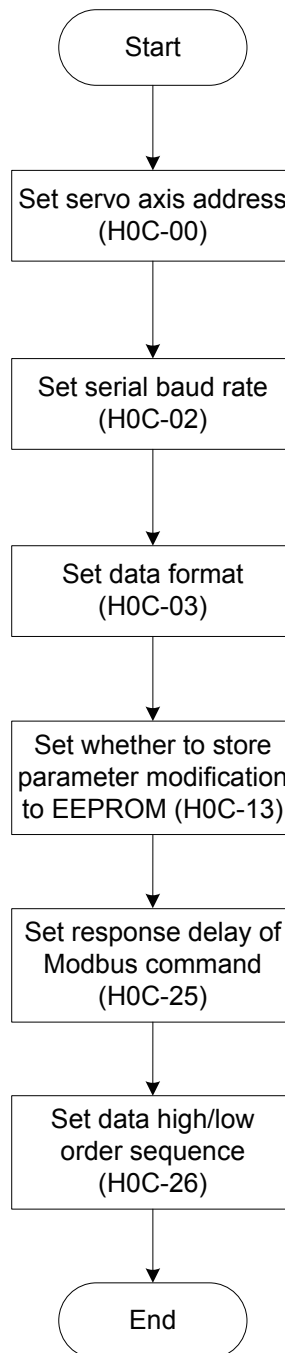 Start
Set servo axis address
(H0C-00)
Set serial baud rate
(H0C-02)
Set data format
(H0C-03)
Set whether to store
parameter modification
to EEPROM (H0C-13)
Set response delay of
Modbus command
(H0C-25)
Set data high/low
order sequence
(H0C-26)
End